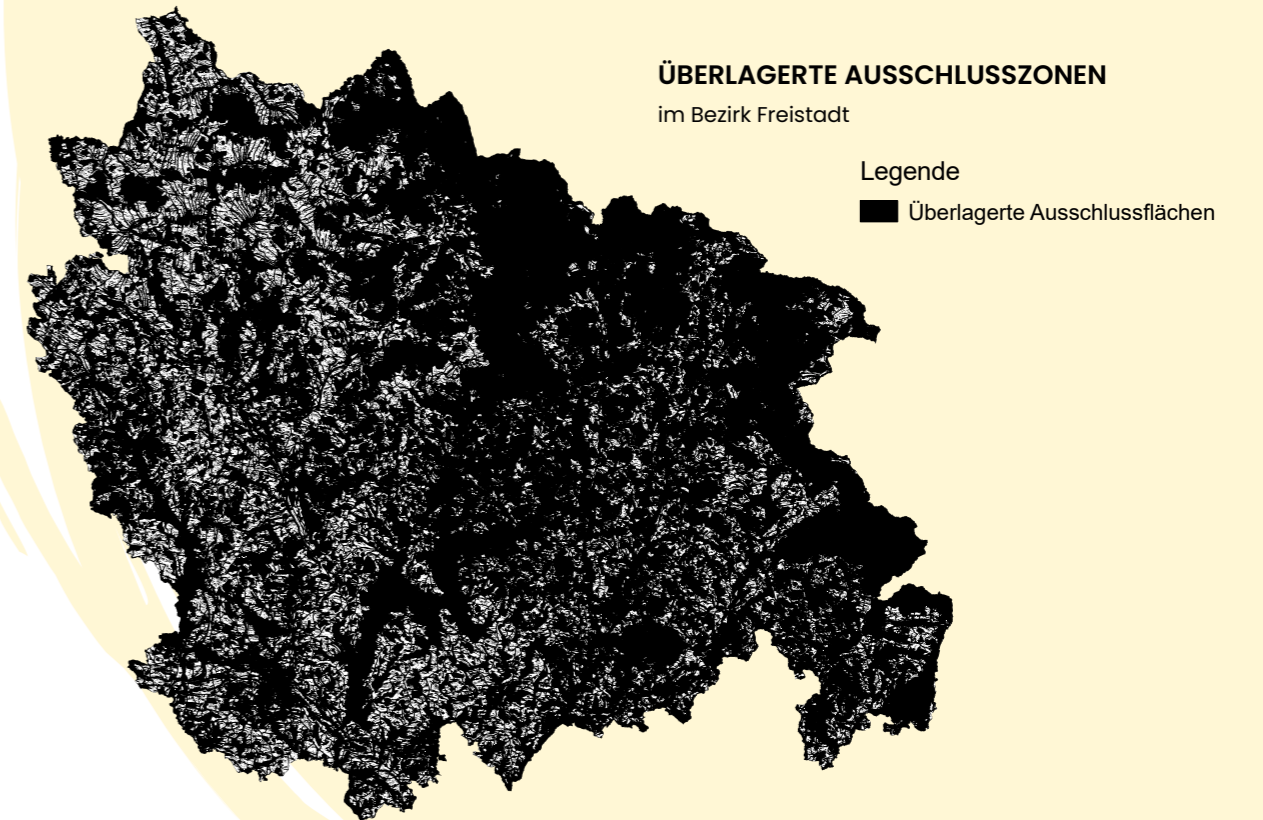 ÜBERLAGERTE AUSSCHLUSSZONEN
im Bezirk Freistadt
Legende
Überlagerte Ausschlussflächen